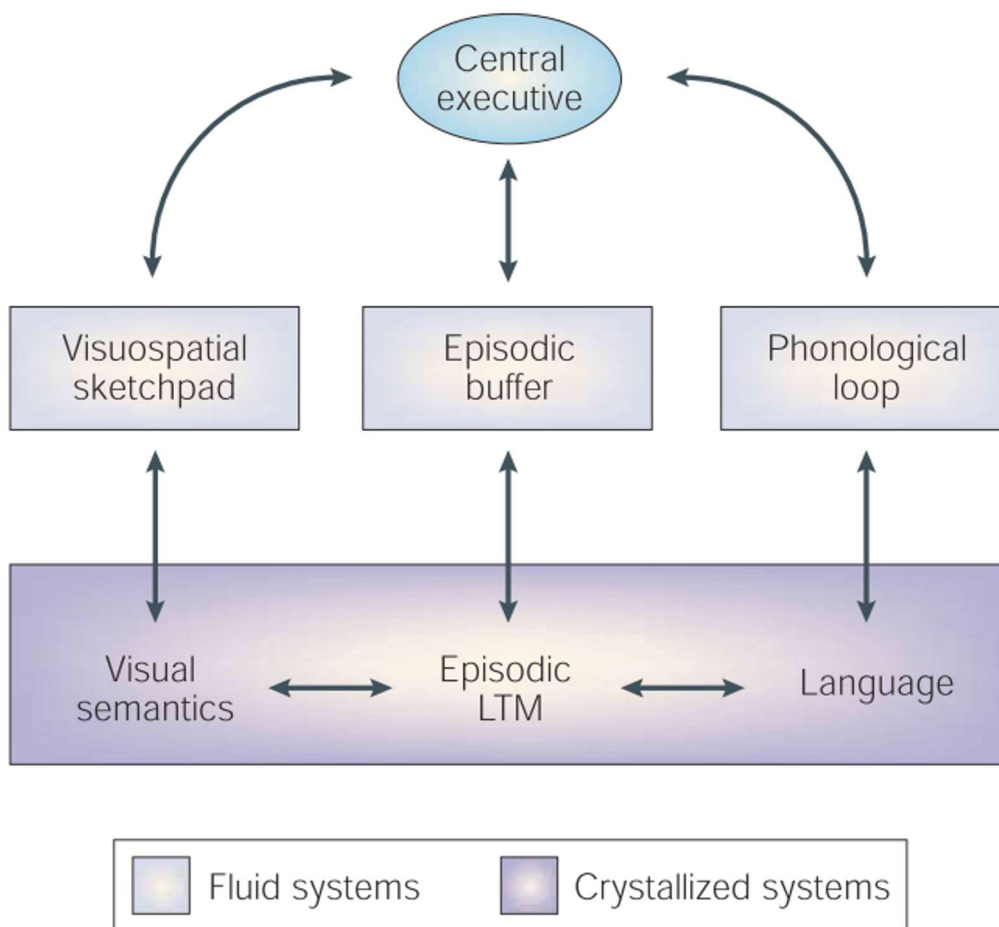 Central
executive
Visuospatial
sketchpad
Episodic
buffer
Phonological
loop
Visual
semantics
Episodic
LTM
Language
Fluid systems
Crystallized systems